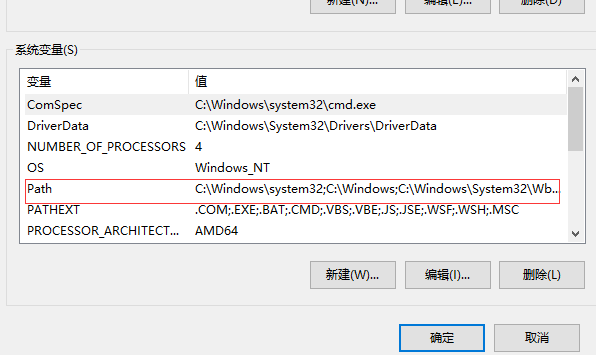 新建(N)... 编辑(E)... 删除(D)
系统变量(S)
变量 值
ComSpec C:\Windows\system32\cmd.exe
DriverData C:\Windows\System32\Drivers\DriverData
NUMBER_OF_PROCESSORS 4
OS Windows_NT
Path C:\Windows\system32;C:\Windows;C:\Windows\System32\Wb...
PATHEXT .COM;.EXE;.BAT;.CMD;.VBS;.VBE;.JS;.JSE;.WSF;.WSH;.MSC
PROCESSOR_ARCHITECT... AMD64
新建(W)... 编辑(I)... 删除(L)
确定 取消